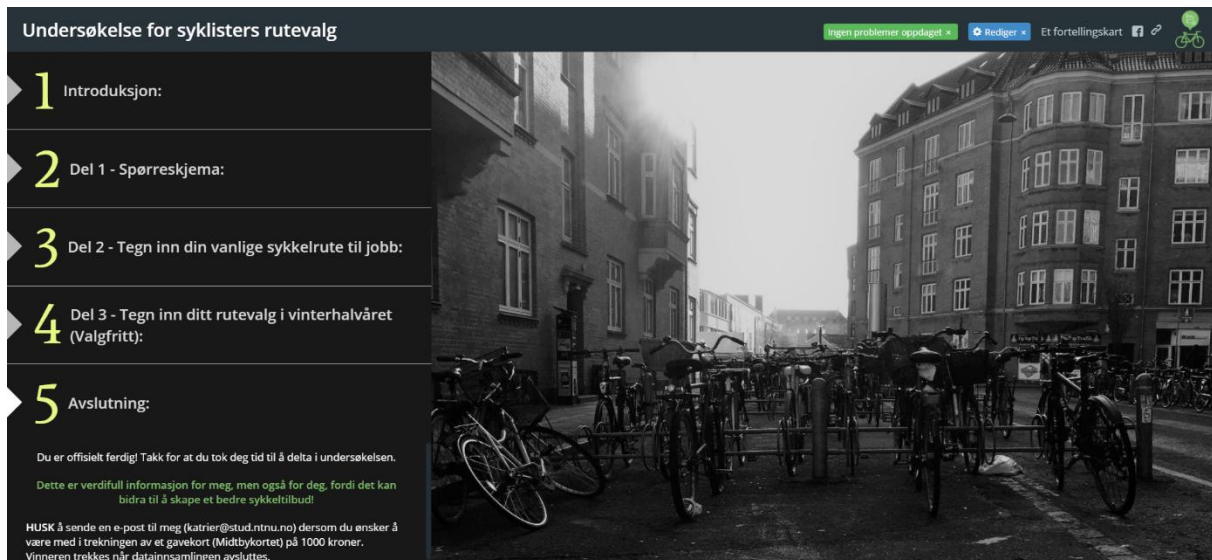 Undersøkelse for syklisters rutevalg
Ingen problemer oppdaget ×
Rediger ×
Et fortellingskart
1 Introduksjon:
2 Del 1 - Spørreskjema:
3 Del 2 - Tegn inn din vanlige sykkelrute til jobb:
4 Del 3 - Tegn inn ditt rutevalg i vinterhalvåret
(Valgfritt):
5 Avslutning:
Du er offisielt ferdig! Takk for at du tok deg tid til å delta i undersøkelsen.
Dette er verdifull informasjon for meg, men også for deg, fordi det kan
bidra til å skape et bedre sykkeltilbud!
HUSK å sende en e-post til meg (katrier@stud.ntnu.no) dersom du ønsker å
være med i trekningen av et gavekort (Midtbykortet) på 1000 kroner.
Vinneren trekkes når datainnsamlingen avsluttes.